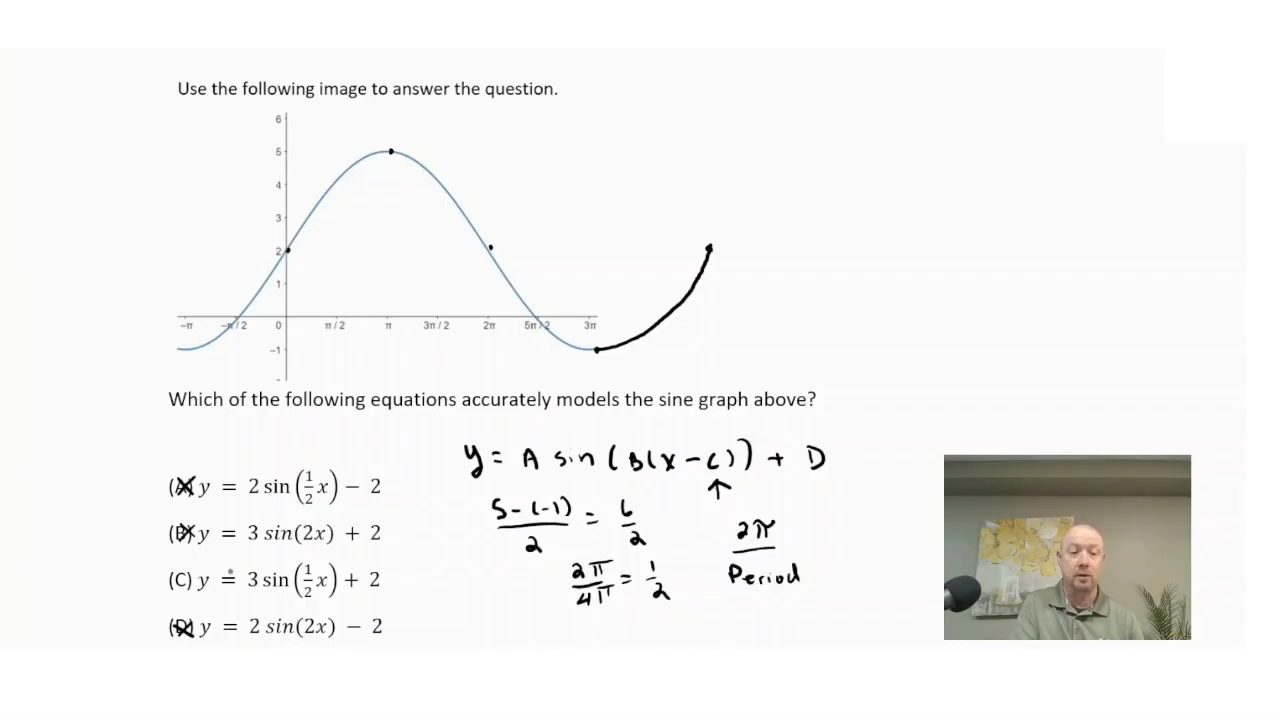 Use the following image to answer the question.
6
5
4
3
2
1
−π −π/2 0 π/2 π 3π/2 2π 5π/2 3π
−1
Which of the following equations accurately models the sine graph above?
y = A sin(B(x − C)) + D
(A) y = 2 sin(1/2 x) − 2
5-(-1)/2 = 6/2
(B) y = 3 sin(2x) + 2
2π/Period
(C) y = 3 sin(1/2 x) + 2
2π/4π = 1/2
(D) y = 2 sin(2x) − 2